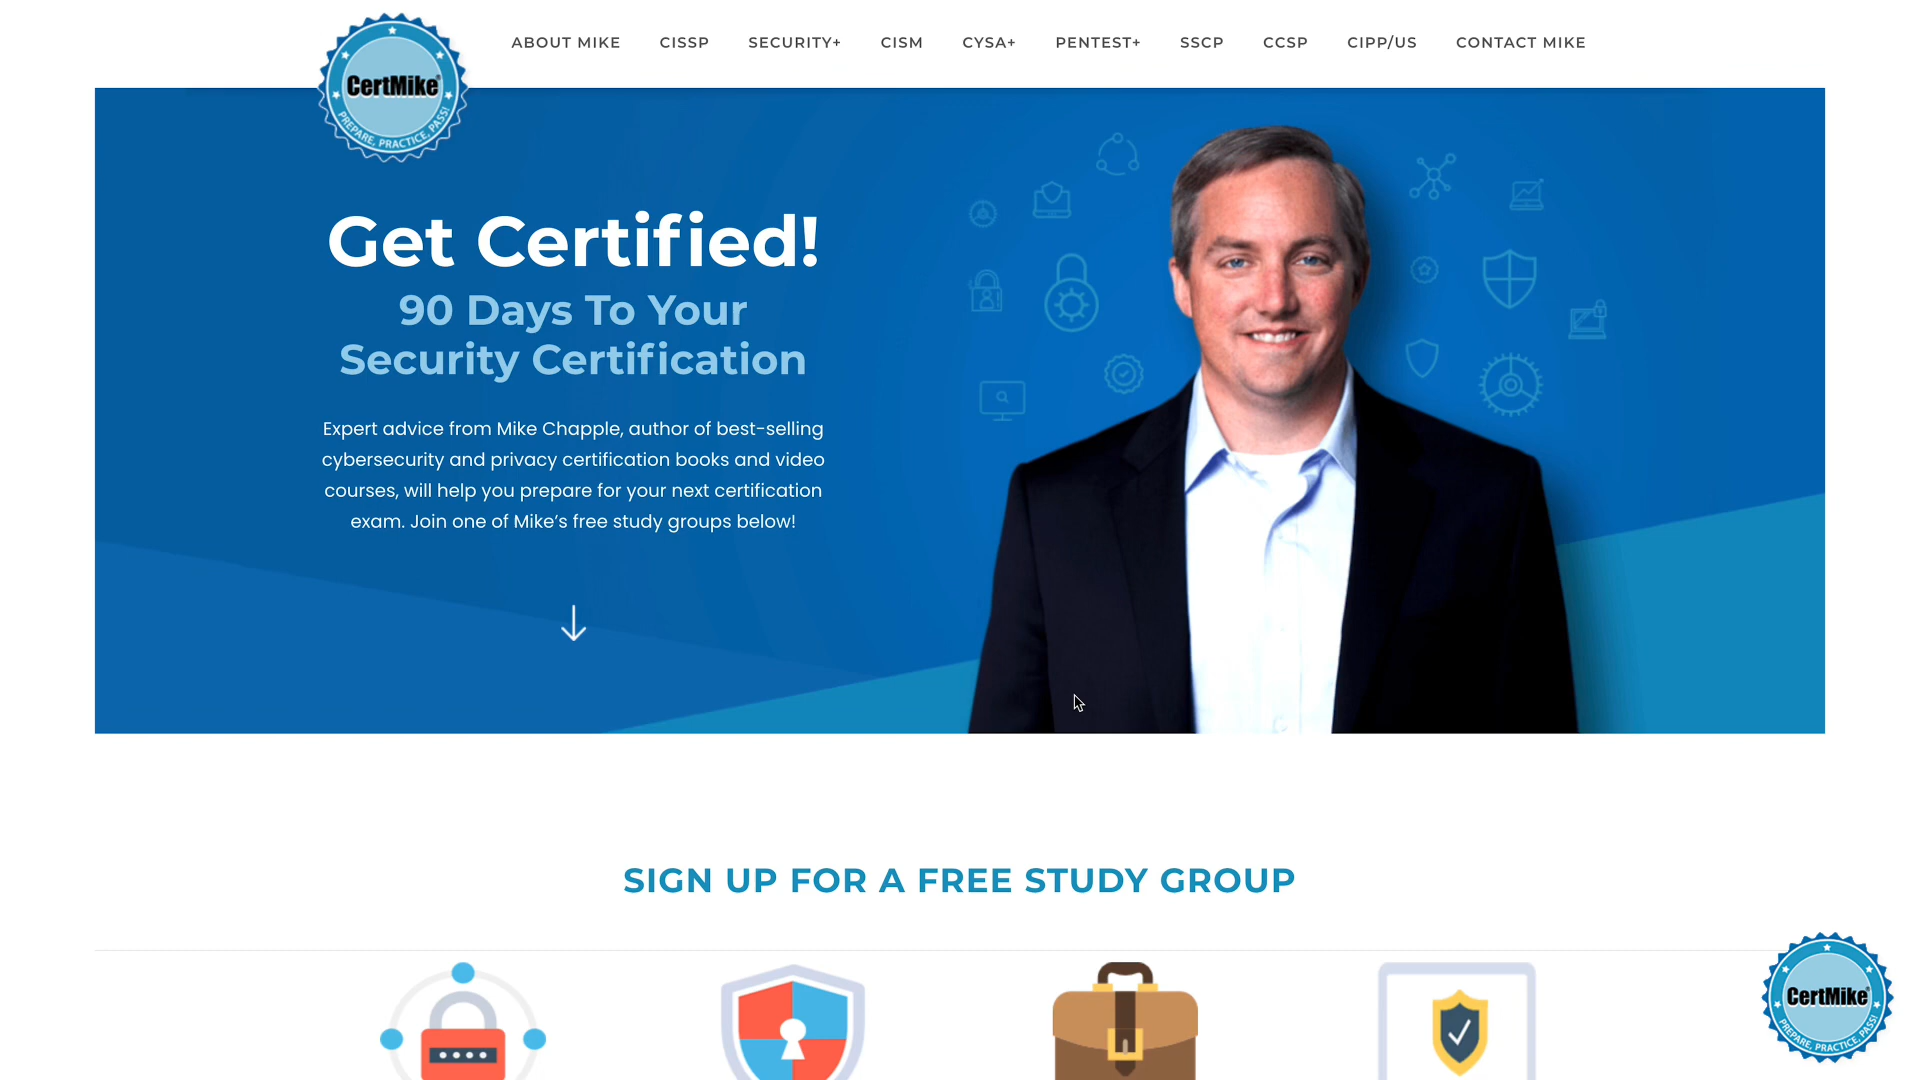 ABOUT MIKE CISSP SECURITY+ CISM CYSA+ PENTEST+ SSCP CCSP CIPP/US CONTACT MIKE
CertMike®
PREPARE, PRACTICE, PASS!
Get Certified!
90 Days To Your
Security Certification
Expert advice from Mike Chapple, author of best-selling
cybersecurity and privacy certification books and video
courses, will help you prepare for your next certification
exam. Join one of Mike’s free study groups below!
SIGN UP FOR A FREE STUDY GROUP
CertMike®
PREPARE, PRACTICE, PASS!